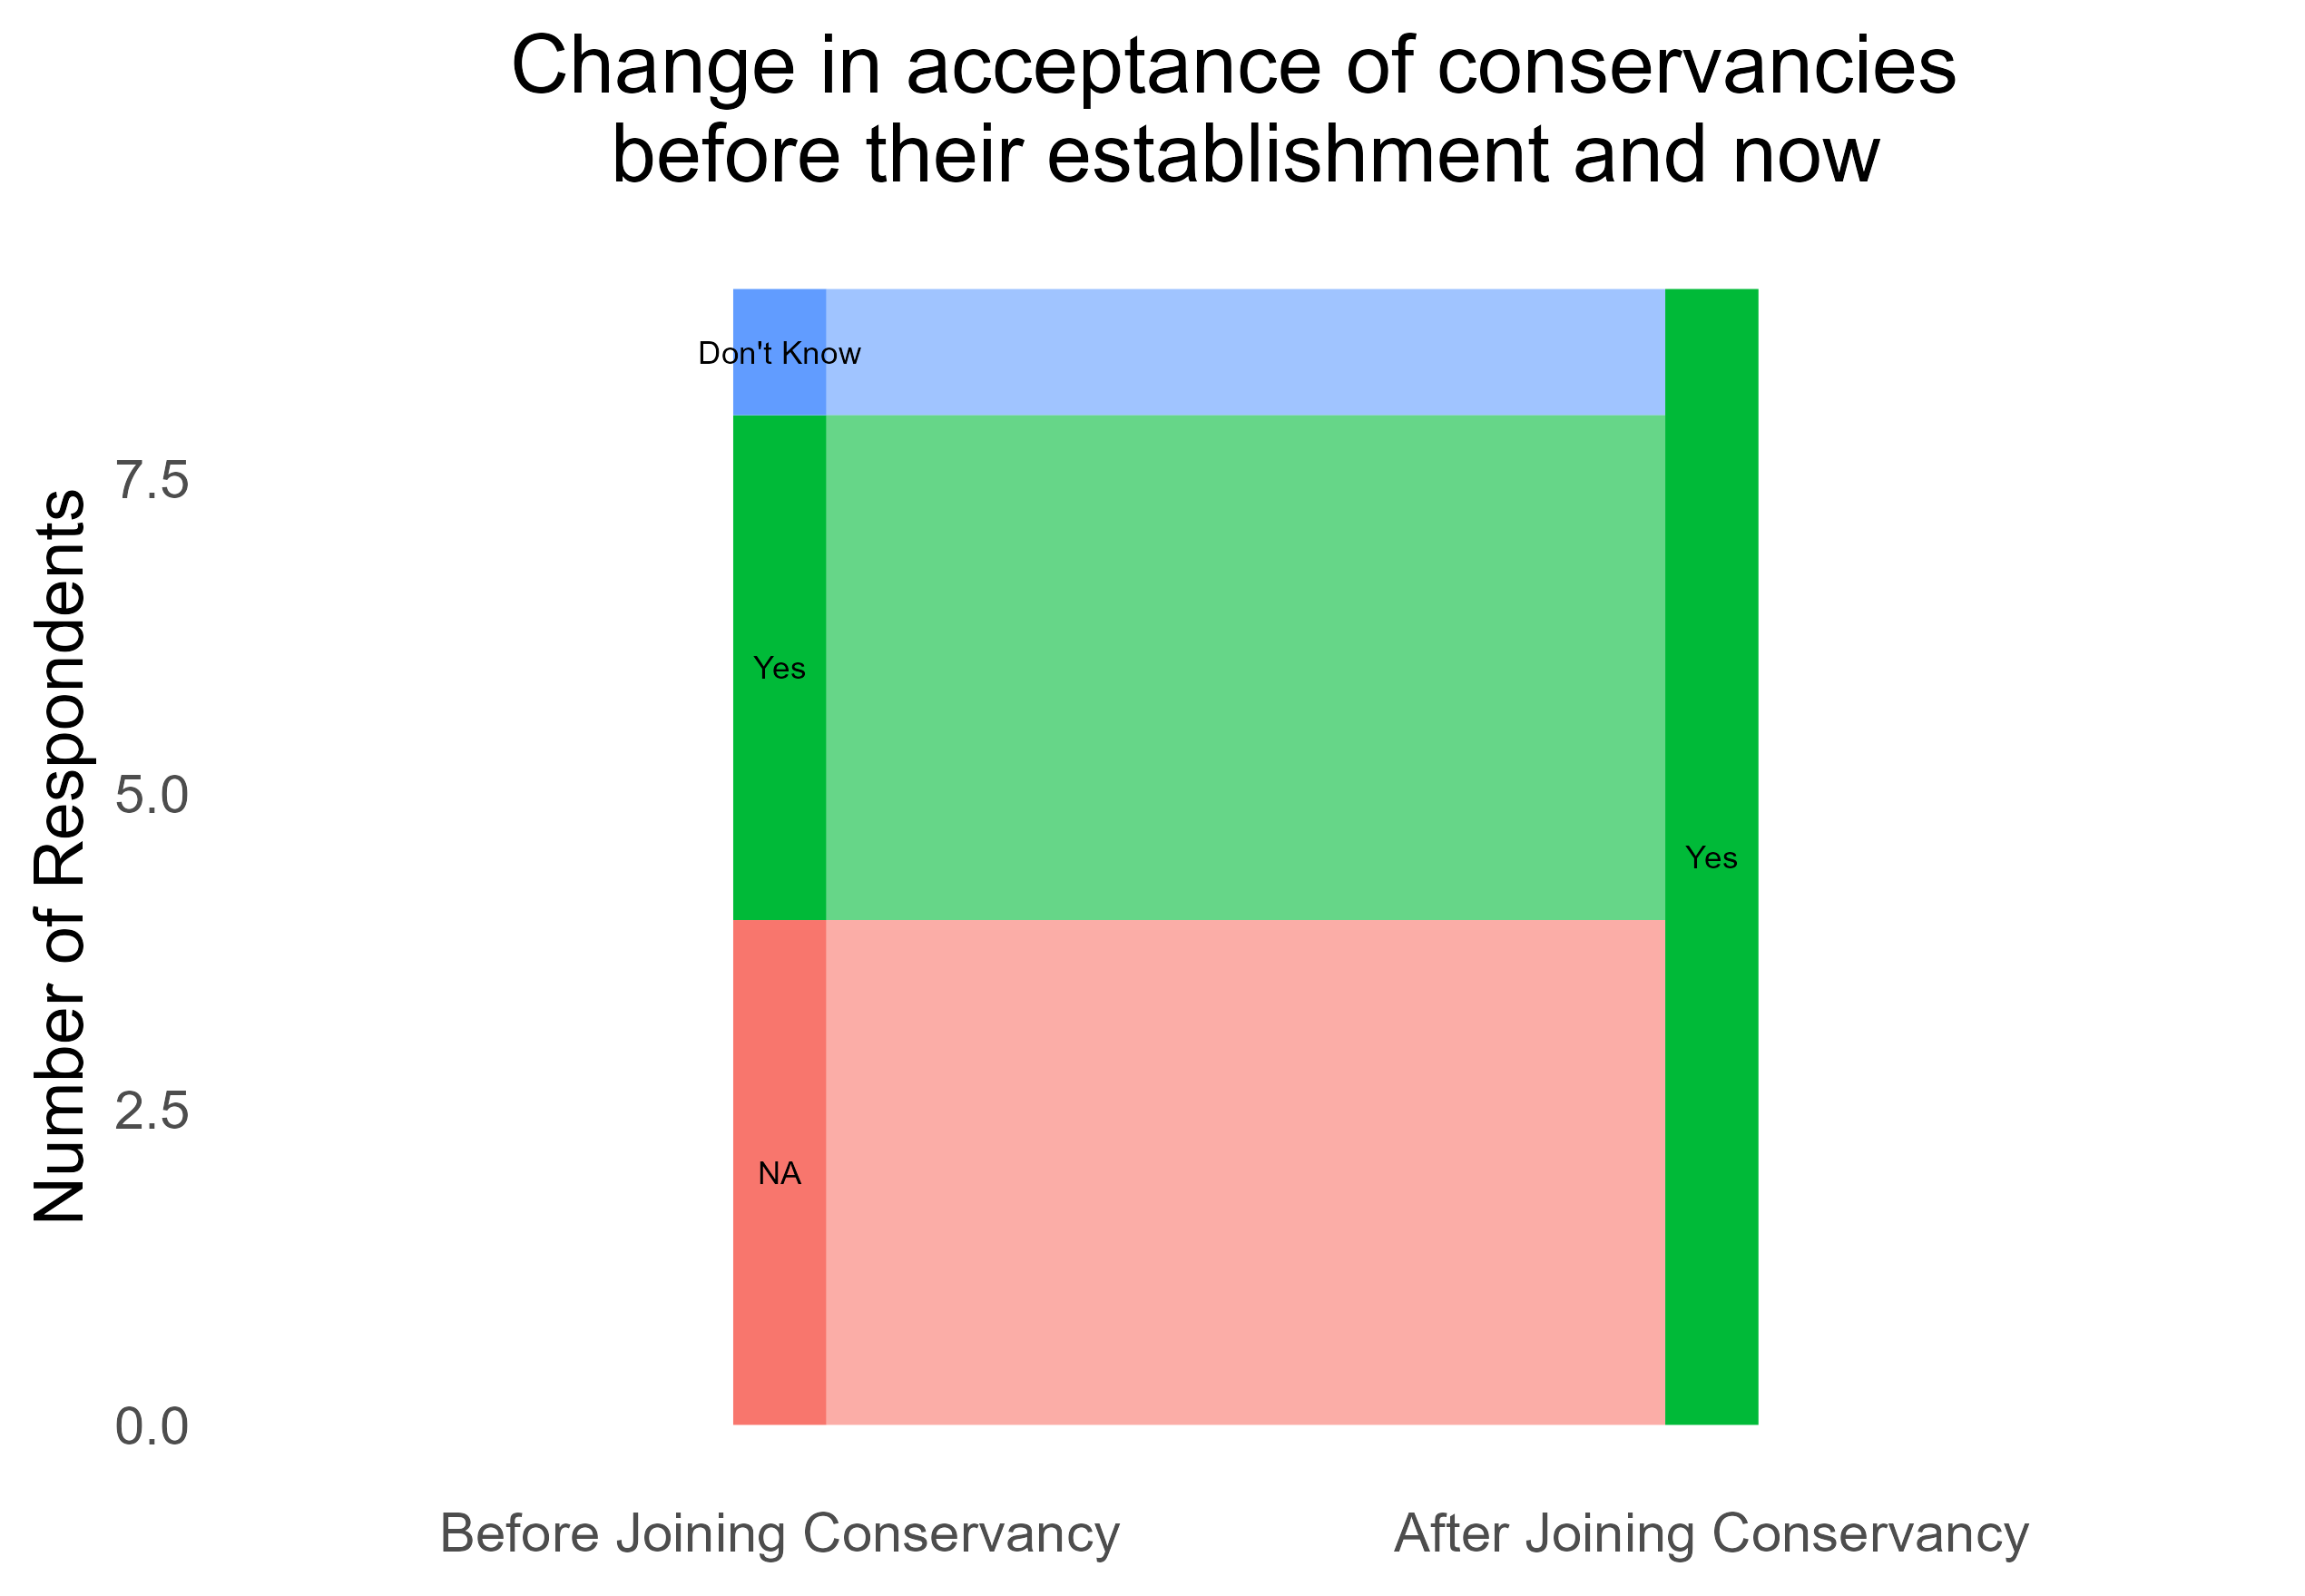 Change in acceptance of conservancies
before their establishment and now
Number of Respondents
7.5
5.0
2.5
0.0
Don't Know
Yes
NA
Yes
Before Joining Conservancy
After Joining Conservancy